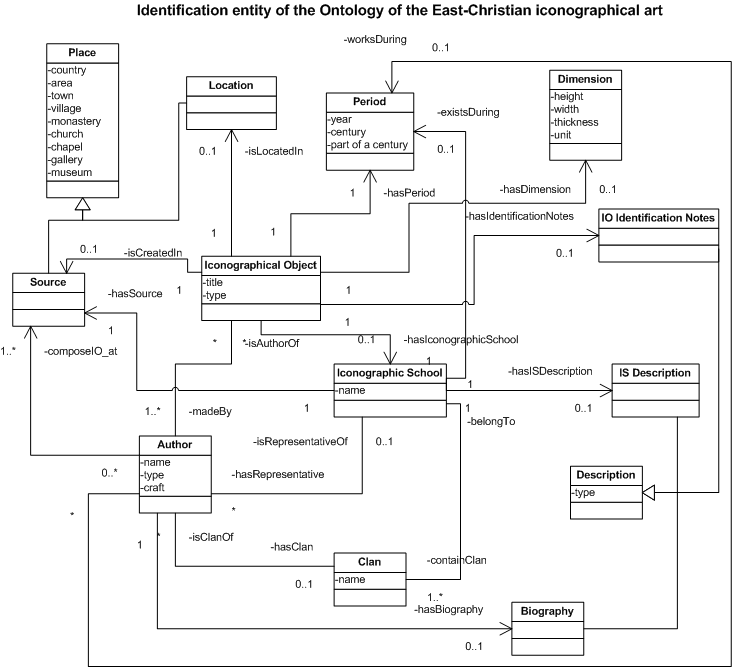 Identification entity of the Ontology of the East-Christian iconographical art
Place
-country
-area
-town
-village
-monastery
-church
-chapel
-gallery
-museum
Location
-worksDuring
0..1
Period
-year
-century
-part of a century
-existsDuring
0..1
Dimension
-height
-width
-thickness
-unit
0..1
-isLocatedIn
1
-hasPeriod
-hasDimension
0..1
-hasIdentificationNotes
IO Identification Notes
0..1
1
1
0..1
-isCreatedIn
Iconographical Object
-title
-type
1
1
Source
-hasSource
1
1
0..1
-isAuthorOf
*
*
-hasIconographicSchool
1
1..*
-composeIO_at
Iconographic School
-name
-hasISDescription
1
0..1
IS Description
1..*
-madeBy
1
1
-belongTo
-isRepresentativeOf
0..1
Author
-name
-type
-craft
0..*
-hasRepresentative
*
Description
-type
*
-isClanOf
1
*
-hasClan
0..1
Clan
-name
-containClan
1..*
-hasBiography
0..1
Biography